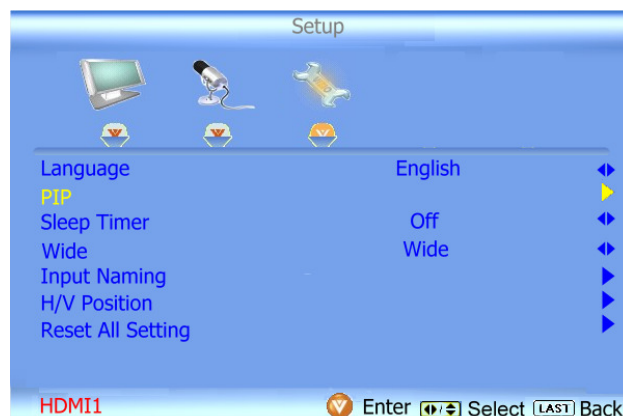 Setup
Language English
PIP
Sleep Timer Off
Wide Wide
Input Naming
H/V Position
Reset All Setting
HDMI1 V Enter Select LAST Back